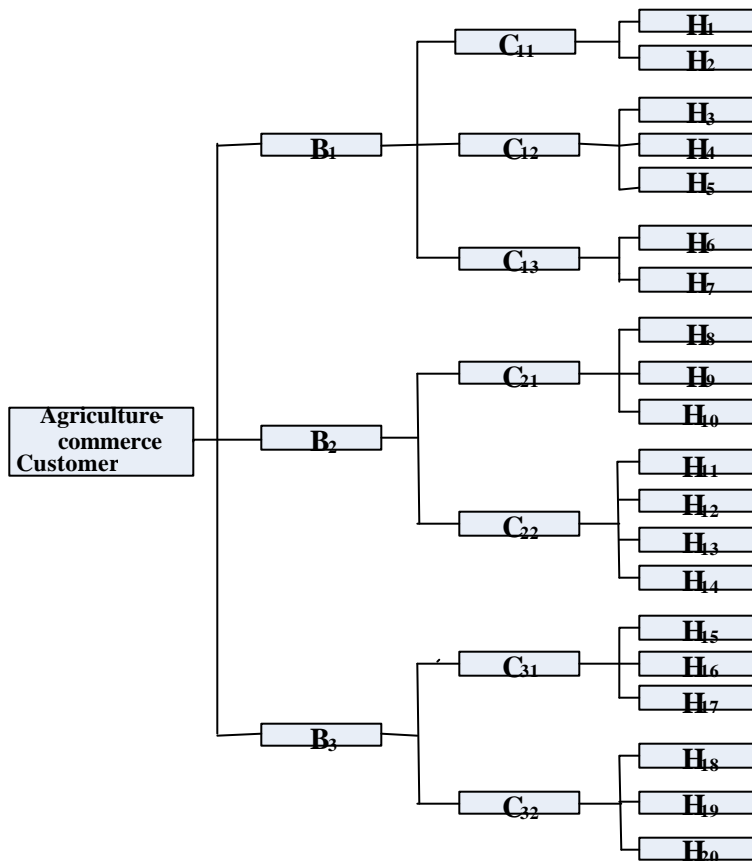 Agriculture-
commerce
Customer
B1
B2
B3
C11
C12
C13
C21
C22
C31
C32
H1
H2
H3
H4
H5
H6
H7
H8
H9
H10
H11
H12
H13
H14
H15
H16
H17
H18
H19
H20